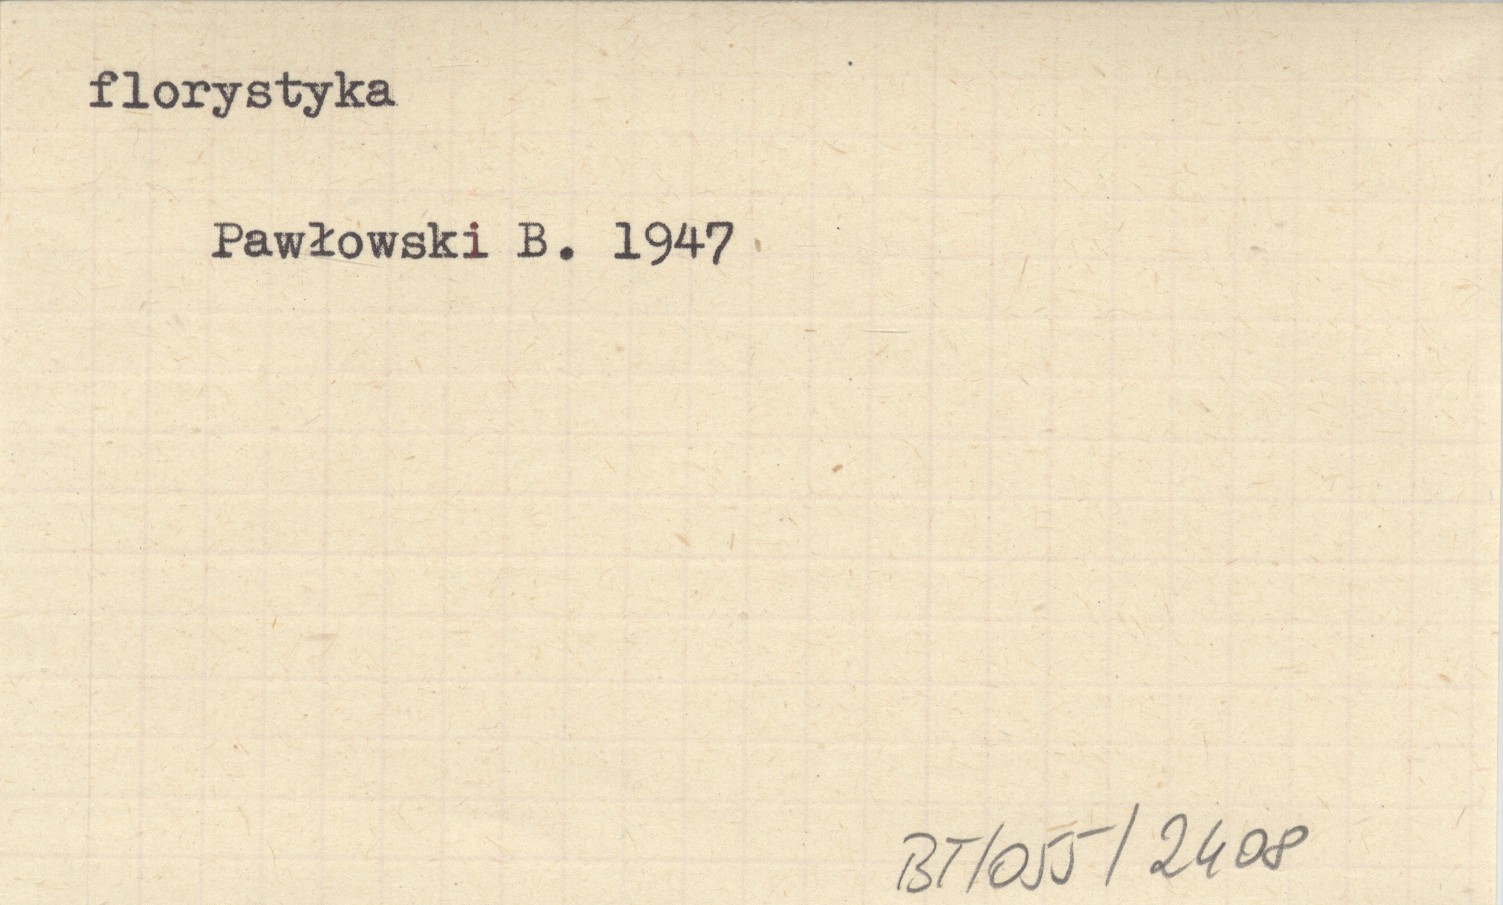 florystyka
Pawłowski B. 1947
BT/055/2408